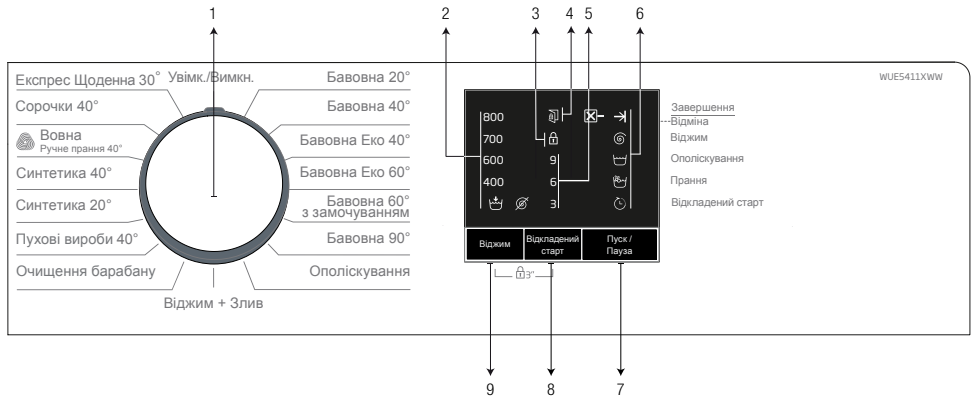 1
2
3
4
5
6
WUE5411XWW
Увімк./Вимкн.
Експрес Щоденна 30°
Сорочки 40°
Вовна
Ручне прання 40°
Синтетика 40°
Синтетика 20°
Пухові вироби 40°
Очищення барабану
Віджим + Злив
Бавовна 20°
Бавовна 40°
Бавовна Еко 40°
Бавовна Еко 60°
Бавовна 60°
з замочуванням
Бавовна 90°
Ополіскування
800
700
600
400
9
6
3
Завершення
Відміна
Віджим
Ополіскування
Прання
Відкладений старт
Віджим
Відкладений
старт
Пуск /
Пауза
3"
9
8
7